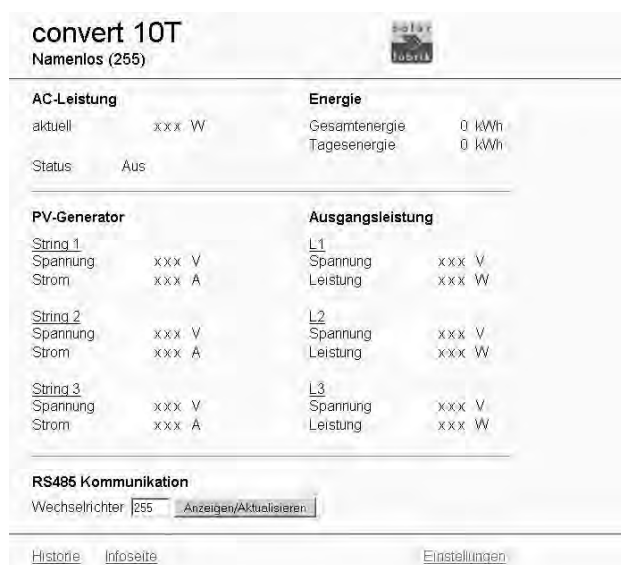 convert 10T
Namenlos (255)
solar
fabrik
AC-Leistung
aktuell xxx W
Status Aus
Energie
Gesamtenergie 0 kWh
Tagesenergie 0 kWh
PV-Generator
String 1
Spannung xxx V
Strom xxx A
String 2
Spannung xxx V
Strom xxx A
String 3
Spannung xxx V
Strom xxx A
Ausgangsleistung
L1
Spannung xxx V
Leistung xxx W
L2
Spannung xxx V
Leistung xxx W
L3
Spannung xxx V
Leistung xxx W
RS485 Kommunikation
Wechselrichter 255 Anzeigen/Aktualisieren
Historie Infoseite Einstellungen